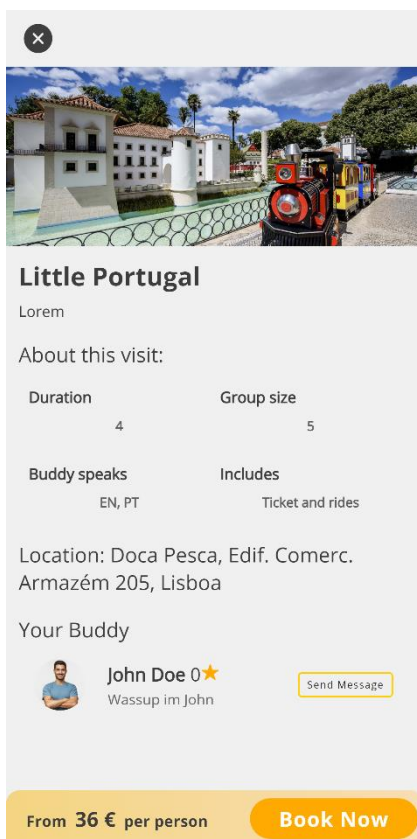 Little Portugal
Lorem
About this visit:
Duration
Group size
4
5
Buddy speaks
Includes
EN, PT
Ticket and rides
Location: Doca Pesca, Edif. Comerc.
Armazém 205, Lisboa
Your Buddy
John Doe 0★
Wassup im John
Send Message
From 36 € per person
Book Now